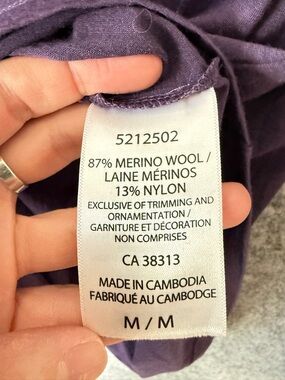 5212502
87% MERINO WOOL /
LAINE MÉRINOS
13% NYLON
EXCLUSIVE OF TRIMMING AND
ORNAMENTATION /
GARNITURE ET DÉCORATION
NON COMPRISES
CA 38313
MADE IN CAMBODIA
FABRIQUÉ AU CAMBODGE
M / M